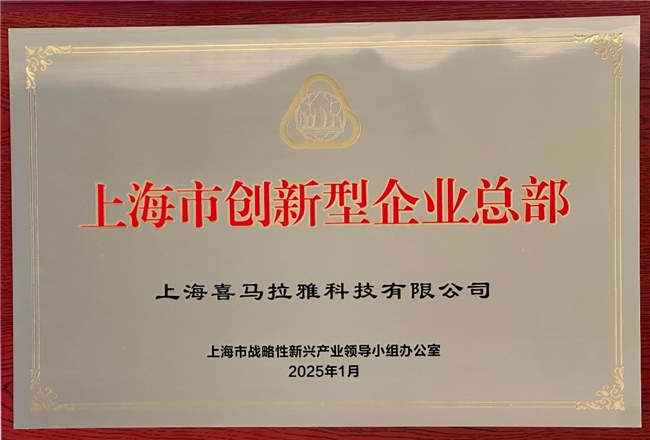 上海市创新型企业总部
上海喜马拉雅科技有限公司
上海市战略性新兴产业领导小组办公室
2025年1月